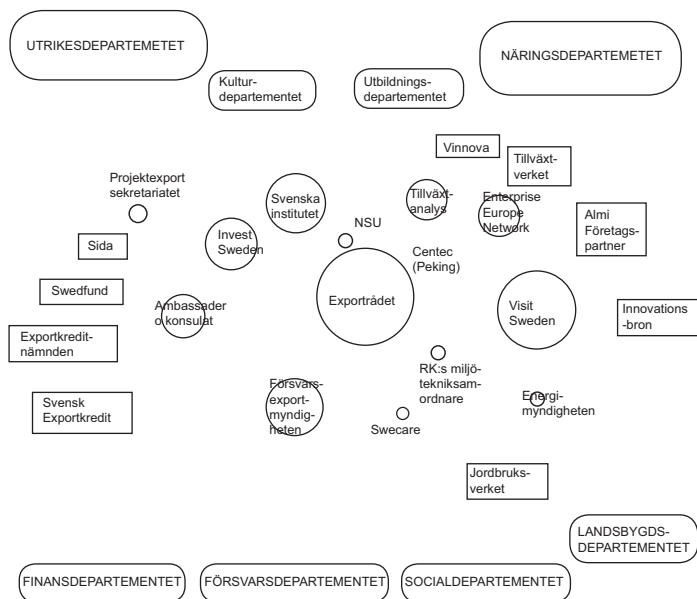 UTRIKESDEPARTEMETET
NÄRINGSDEPARTEMETET
Kultur-
departementet
Utbildnings-
departementet
Vinnova
Tillväxt-
verket
Projektexport
sekretariatet
Svenska
institutet
Tillväxt-
analys
Enterprise
Europe
Network
Almi
Företags-
partner
NSU
Invest
Sweden
Sida
Centec
(Peking)
Swedfund
Ambassader
o konsulat
Exportrådet
Visit
Sweden
Innovations
-bron
Exportkredit-
nämnden
RK:s miljö-
tekniksam-
ordnare
Svensk
Exportkredit
Försvars-
export-
myndig-
heten
Energi-
myndigheten
Swecare
Jordbruks-
verket
LANDSBYGDS-
DEPARTEMENTET
FINANSDEPARTEMENTET
FÖRSVARSDEPARTEMENTET
SOCIALDEPARTEMENTET